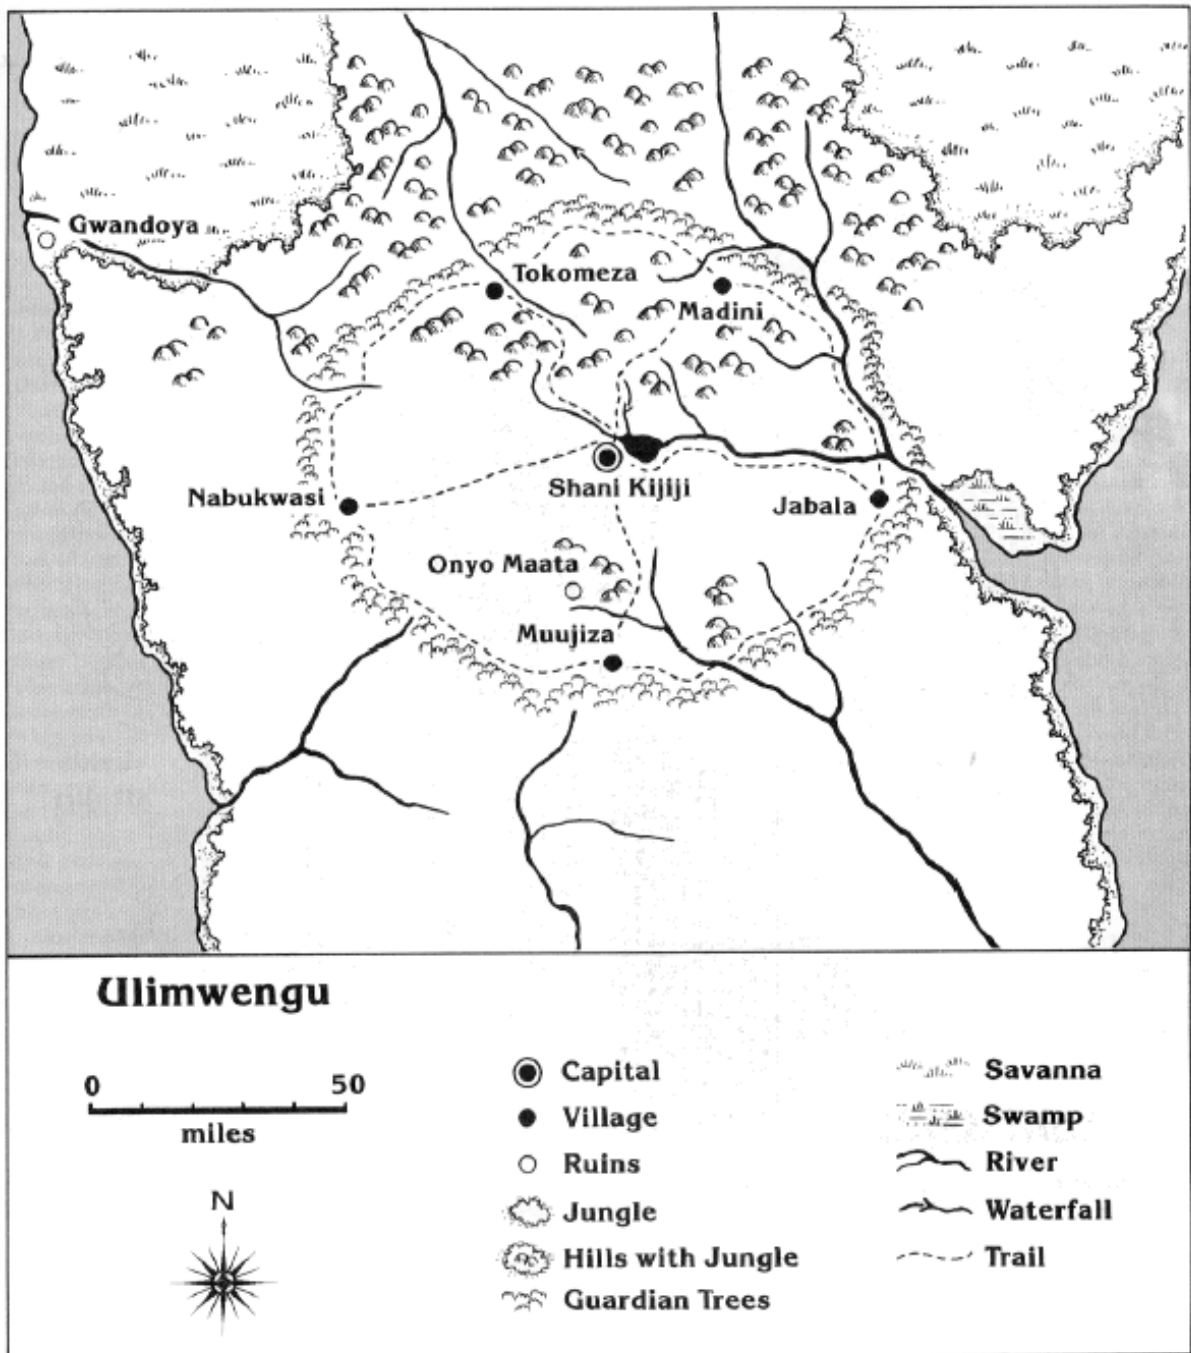 Gwandoya
Tokomeza
Madini
Nabukwasi
Shani Kijiji
Jabala
Onyo Maata
Muujiza
Ulimwengu
0 50
miles
N
Capital
Village
Ruins
Jungle
Hills with Jungle
Guardian Trees
Savanna
Swamp
River
Waterfall
Trail